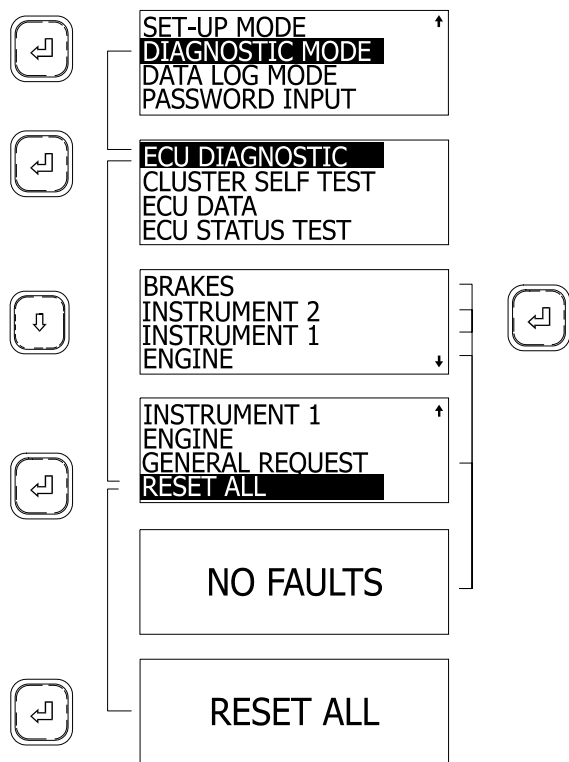 SET-UP MODE
DIAGNOSTIC MODE
DATA LOG MODE
PASSWORD INPUT
ECU DIAGNOSTIC
CLUSTER SELF TEST
ECU DATA
ECU STATUS TEST
BRAKES
INSTRUMENT 2
INSTRUMENT 1
ENGINE
INSTRUMENT 1
ENGINE
GENERAL REQUEST
RESET ALL
NO FAULTS
RESET ALL